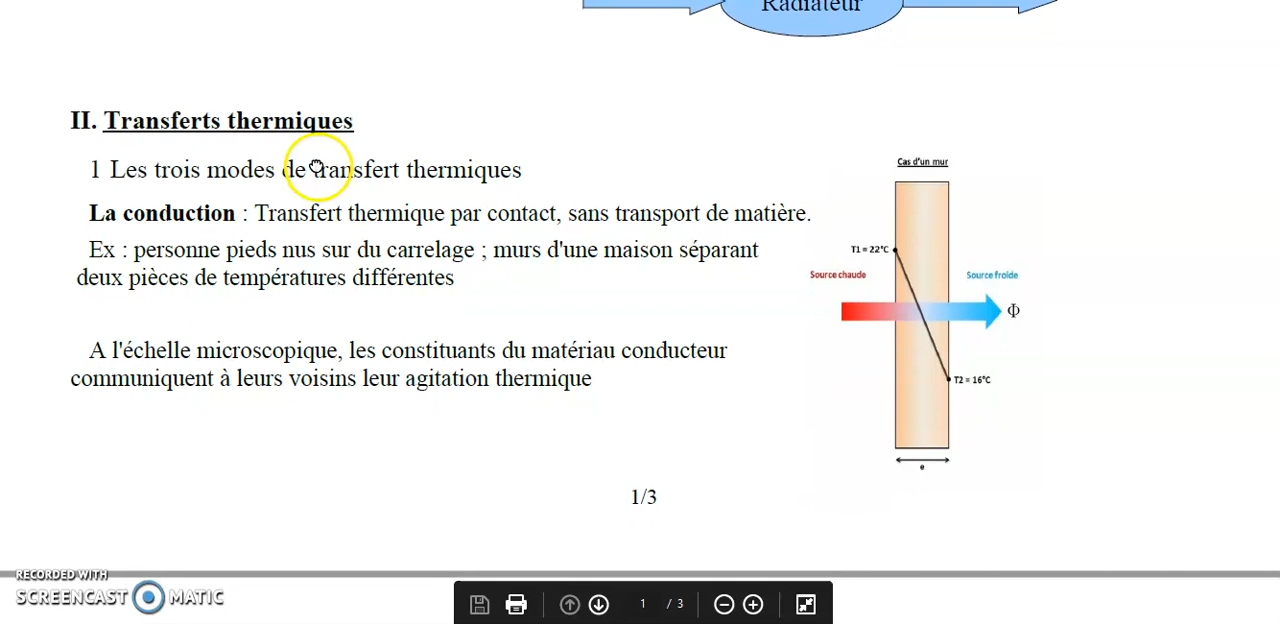 Radiateur
II. Transferts thermiques
1 Les trois modes de transfert thermiques
La conduction : Transfert thermique par contact, sans transport de matière.
Ex : personne pieds nus sur du carrelage ; murs d'une maison séparant
deux pièces de températures différentes
A l'échelle microscopique, les constituants du matériau conducteur
communiquent à leurs voisins leur agitation thermique
Cas d'un mur
T1 = 22°C
Source chaude
Source froide
Φ
T2 = 16°C
e
1/3
RECORDED WITH
SCREENCAST MATIC
1 / 3